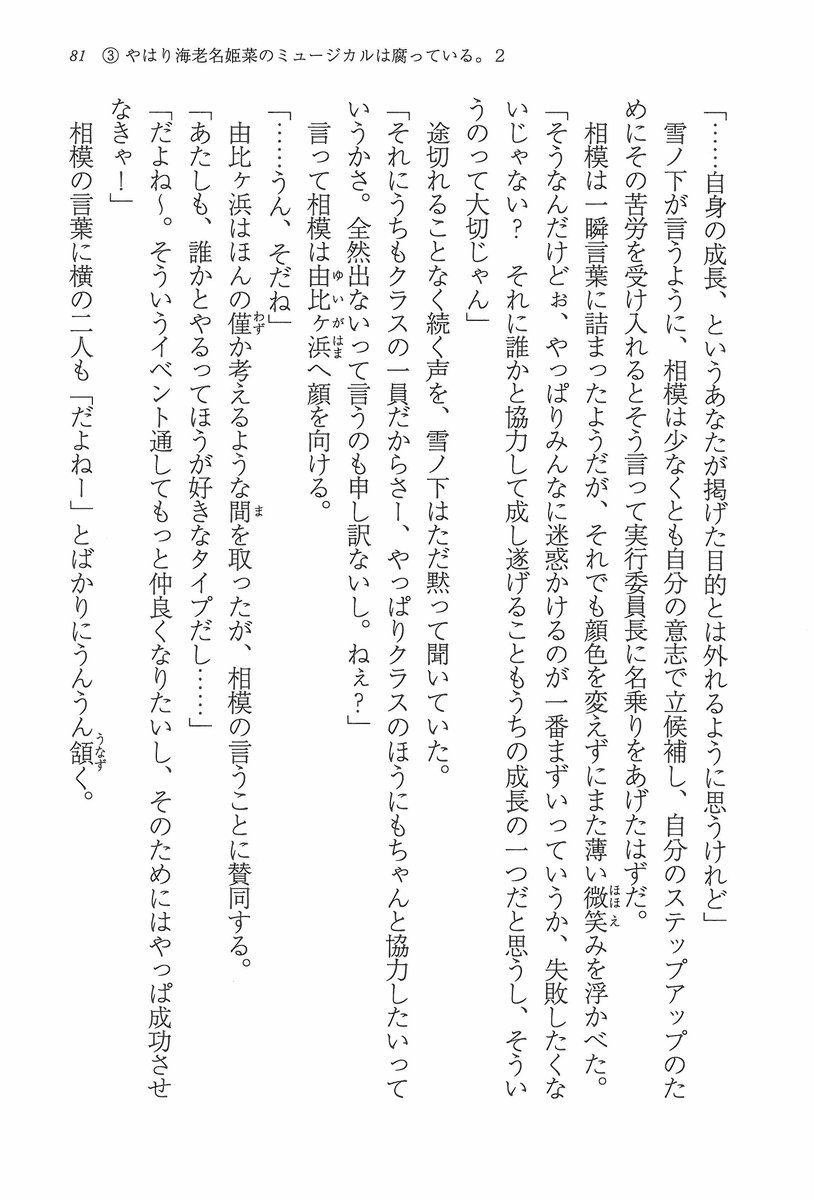 81 ③ やはり海老名姫菜のミュージカルは腐っている。2
「……自身の成長、というあなたが掲げた目的とは外れるように思うけれど」
　雪ノ下が言うように、相模は少なくとも自分の意志で立候補し、自分のステップアップのた
めにその苦労を受け入れるとそう言って実行委員長に名乗りをあげたはずだ。
　相模は一瞬言葉に詰まったようだが、それでも顔色を変えずにまた薄い微笑みを浮かべた。
「そうなんだけどぉ、やっぱりみんなに迷惑かけるのが一番まずいっていうか、失敗したくな
いじゃない？　それに誰かと協力して成し遂げることもうちの成長の一つだと思うし、そうい
うのって大切じゃん」
　途切れることなく続く声を、雪ノ下はただ黙って聞いていた。
「それにうちもクラスの一員だからさー、やっぱりクラスのほうにもちゃんと協力したいって
いうかさ。全然出ないって言うのも申し訳ないし。ねぇ？」
　言って相模は由比ヶ浜へ顔を向ける。
「……うん、そだね」
　由比ヶ浜はほんの僅か考えるような間を取ったが、相模の言うことに賛同する。
「あたしも、誰かとやるってほうが好きなタイプだし……」
「だよね〜。そういうイベント通してもっと仲良くなりたいし、そのためにはやっぱ成功させ
なきゃー」
　相模の言葉に横の二人も「だよねー」とばかりにうんうん頷く。